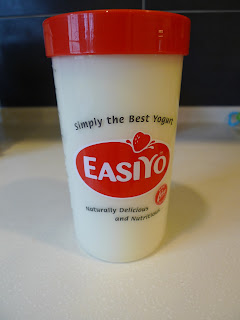 Simply the Best Yogurt
EASIYO
Naturally Delicious
and Nutritious